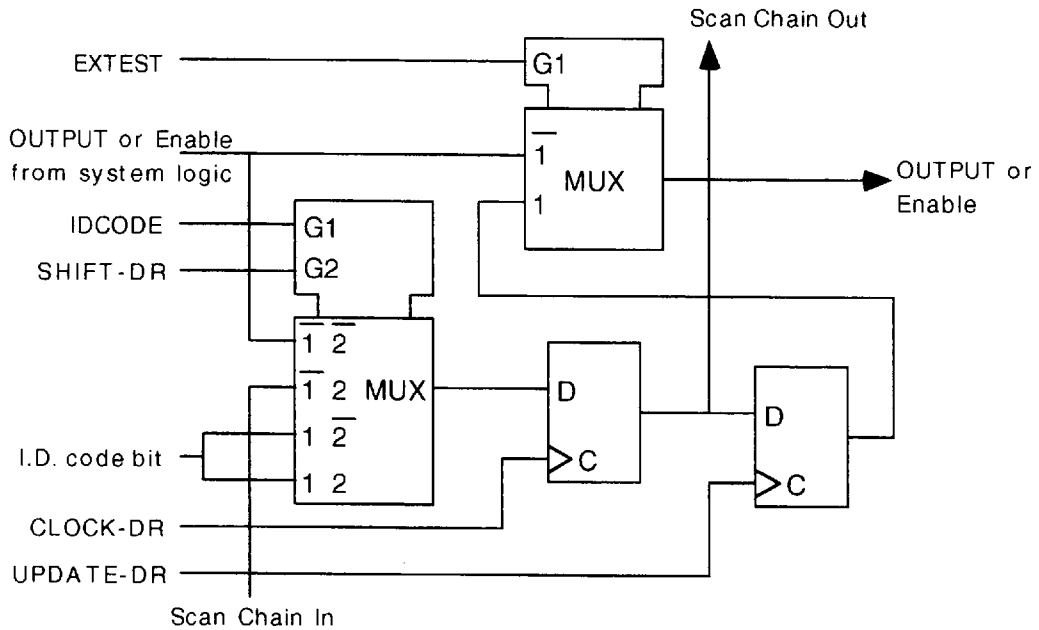 Scan Chain Out
EXTEST
G1
OUTPUT or Enable
from system logic
1
MUX
1
OUTPUT or
Enable
IDCODE
G1
SHIFT-DR
G2
1 2
1 2
MUX
1 2
1 2
D
C
D
C
I.D. code bit
CLOCK-DR
UPDATE-DR
Scan Chain In